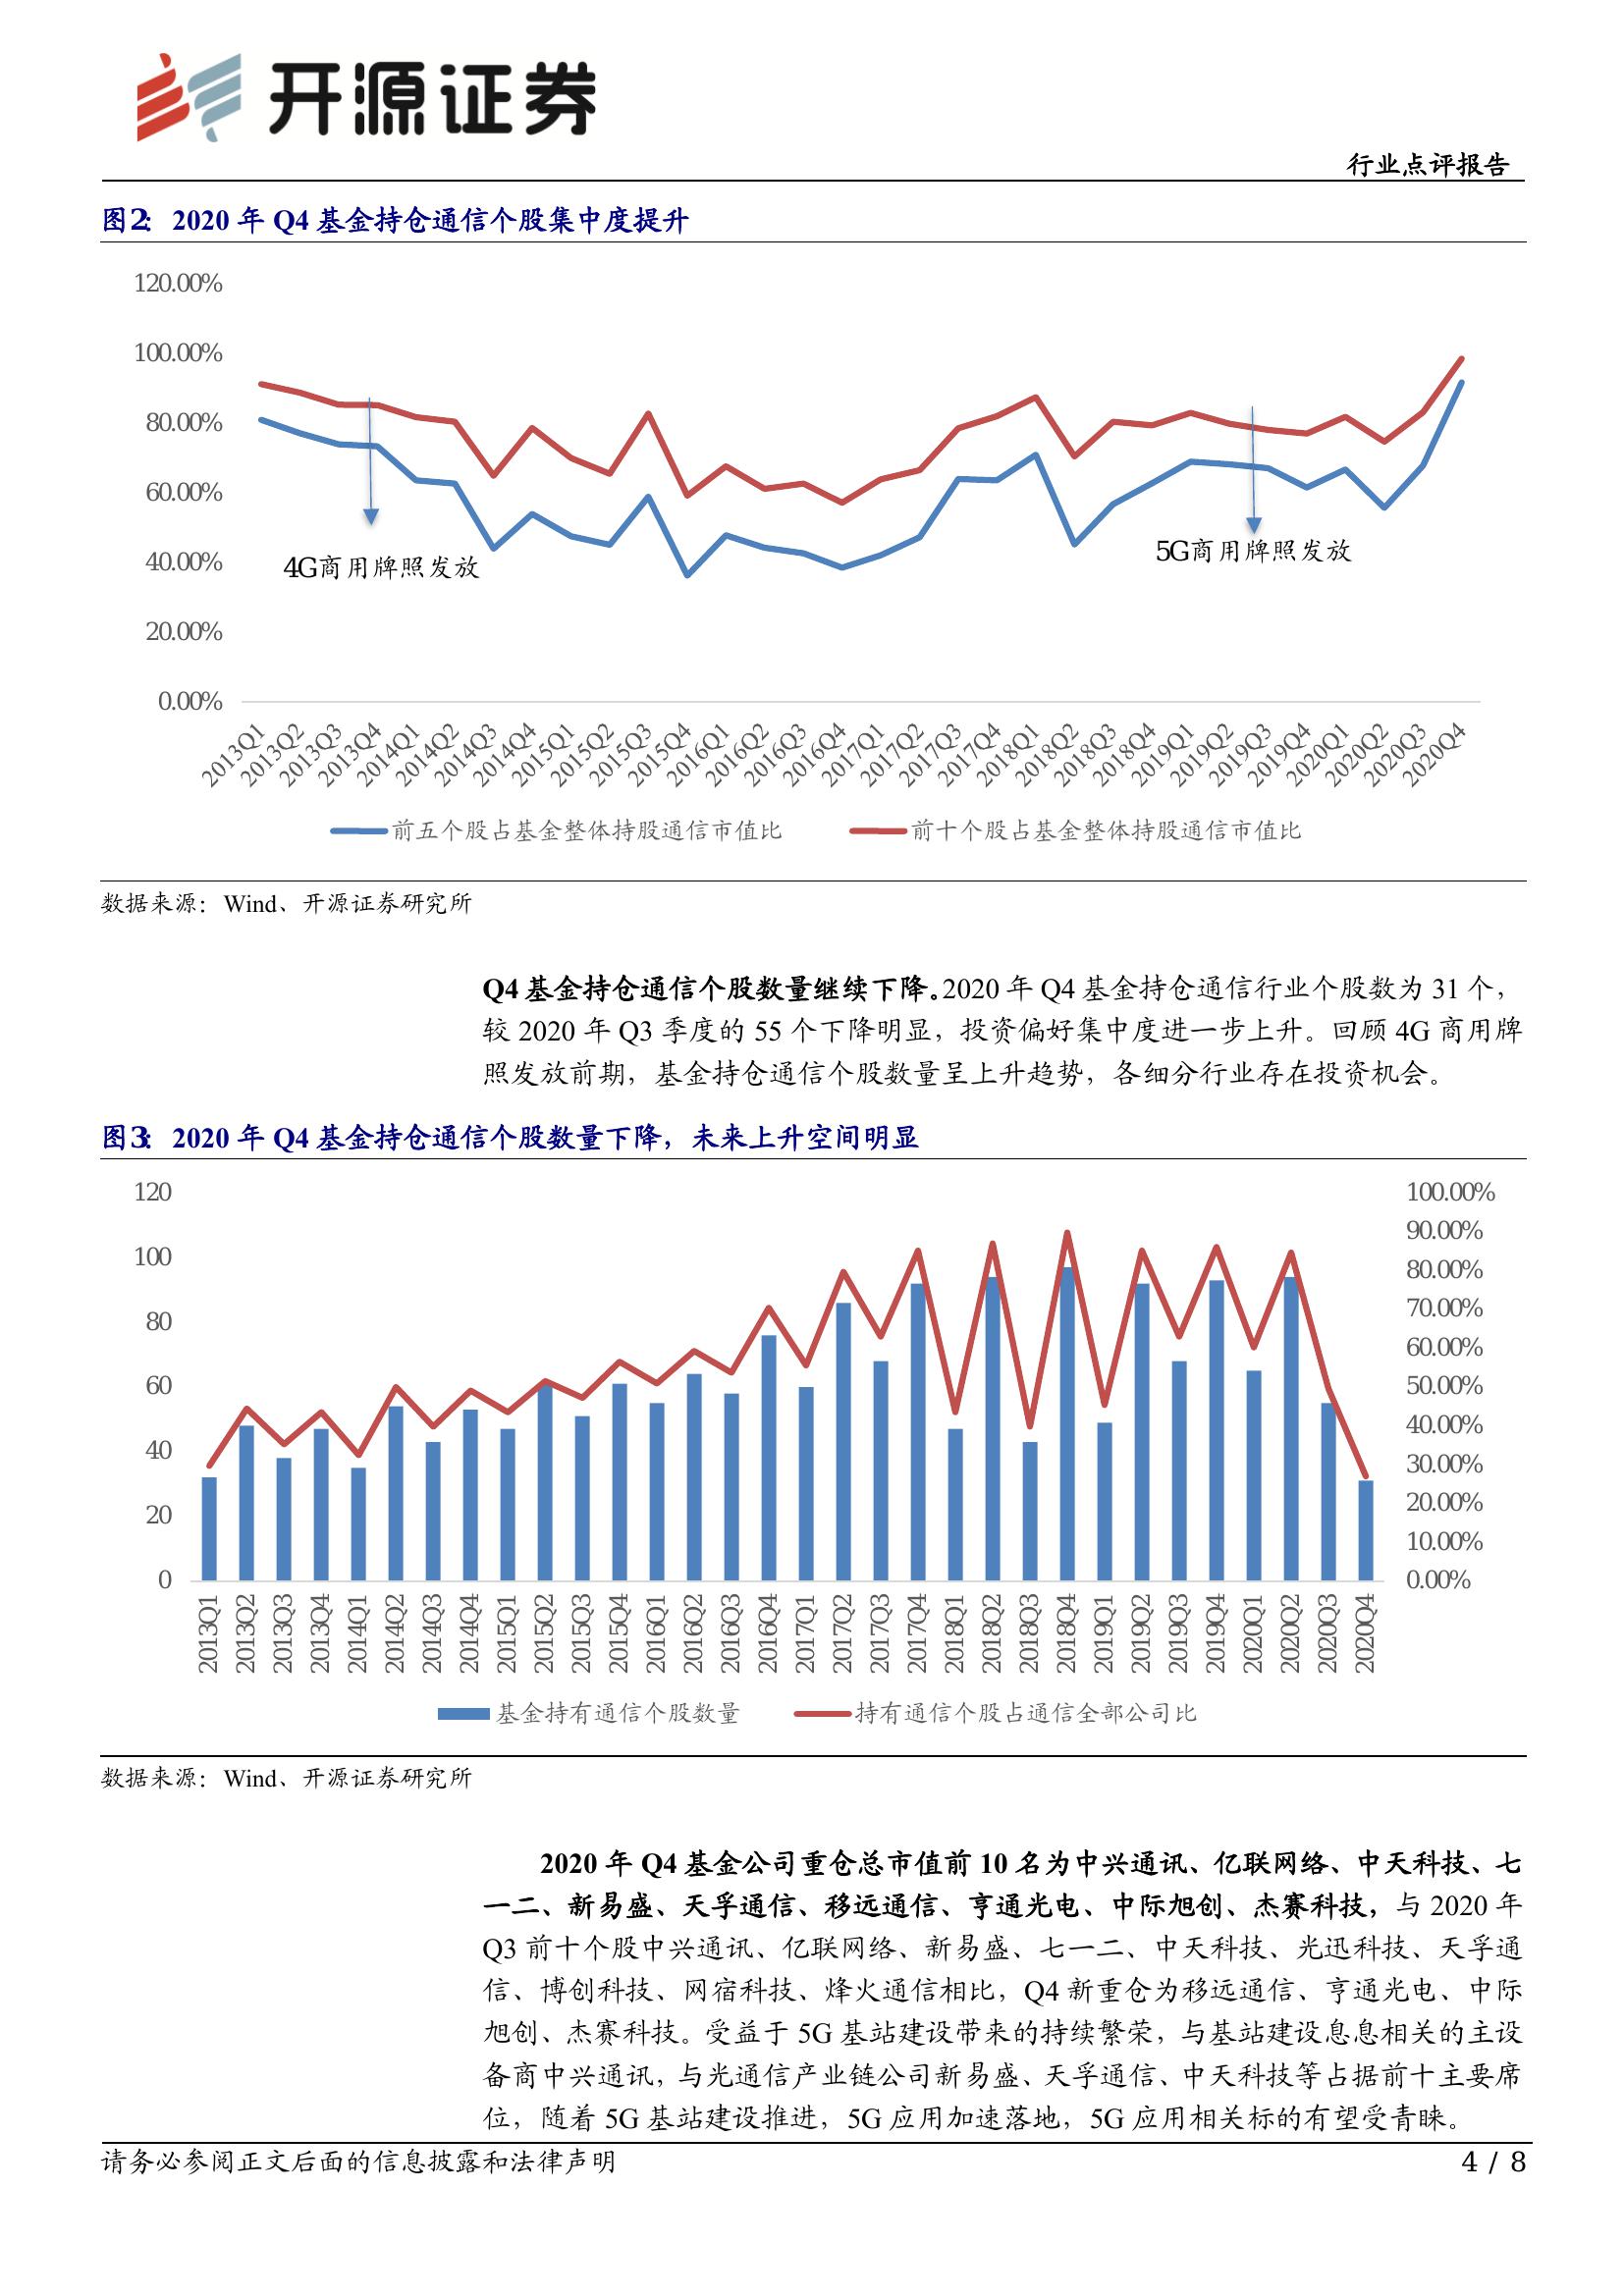 开源证券
行业点评报告
图2： 2020 年 Q4 基金持仓通信个股集中度提升
120.00%
100.00%
80.00%
60.00%
40.00%
20.00%
0.00%
4G商用牌照发放
5G商用牌照发放
2013Q1 2013Q2 2013Q3 2013Q4 2014Q1 2014Q2 2014Q3 2014Q4 2015Q1 2015Q2 2015Q3 2015Q4 2016Q1 2016Q2 2016Q3 2016Q4 2017Q1 2017Q2 2017Q3 2017Q4 2018Q1 2018Q2 2018Q3 2018Q4 2019Q1 2019Q2 2019Q3 2019Q4 2020Q1 2020Q2 2020Q3 2020Q4
前五个股占基金整体持股通信市值比 前十个股占基金整体持股通信市值比
数据来源：Wind、开源证券研究所
Q4 基金持仓通信个股数量继续下降。2020 年 Q4 基金持仓通信行业个股数为 31 个，
较 2020 年 Q3 季度的 55 个下降明显，投资偏好集中度进一步上升。回顾 4G 商用牌
照发放前期，基金持仓通信个股数量呈上升趋势，各细分行业存在投资机会。
图3： 2020 年 Q4 基金持仓通信个股数量下降，未来上升空间明显
120
100
80
60
40
20
0
100.00%
90.00%
80.00%
70.00%
60.00%
50.00%
40.00%
30.00%
20.00%
10.00%
0.00%
2013Q1 2013Q2 2013Q3 2013Q4 2014Q1 2014Q2 2014Q3 2014Q4 2015Q1 2015Q2 2015Q3 2015Q4 2016Q1 2016Q2 2016Q3 2016Q4 2017Q1 2017Q2 2017Q3 2017Q4 2018Q1 2018Q2 2018Q3 2018Q4 2019Q1 2019Q2 2019Q3 2019Q4 2020Q1 2020Q2 2020Q3 2020Q4
基金持有通信个股数量 持有通信个股占通信全部公司比
数据来源：Wind、开源证券研究所
2020 年 Q4 基金公司重仓总市值前 10 名为中兴通讯、亿联网络、中天科技、七
一二、新易盛、天孚通信、移远通信、亨通光电、中际旭创、杰赛科技，与 2020 年
Q3 前十个股中兴通讯、亿联网络、新易盛、七一二、中天科技、光迅科技、天孚通
信、博创科技、网宿科技、烽火通信相比，Q4 新重仓为移远通信、亨通光电、中际
旭创、杰赛科技。受益于 5G 基站建设带来的持续繁荣，与基站建设息息相关的主设
备商中兴通讯，与光通信产业链公司新易盛、天孚通信、中天科技等占据前十主要席
位，随着 5G 基站建设推进，5G 应用加速落地，5G 应用相关标的有望受青睐。
请务必参阅正文后面的信息披露和法律声明
4 / 8